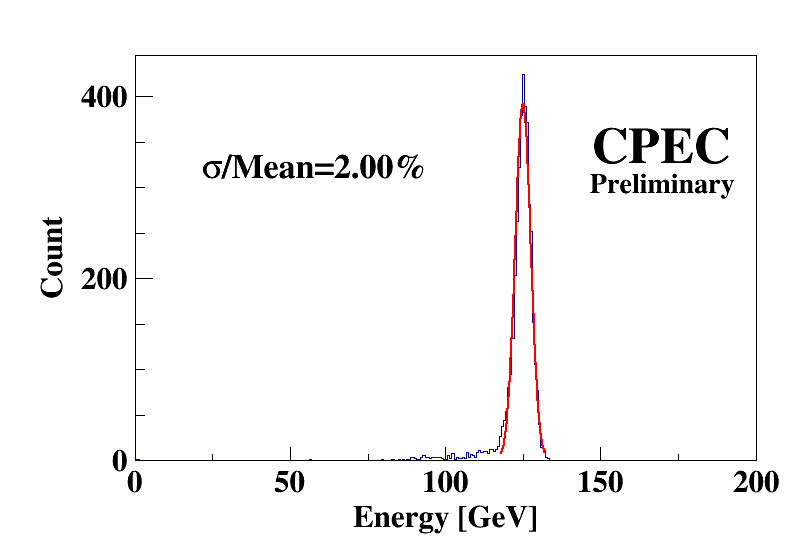 400
CPEC
σ/Mean=2.00%
Preliminary
Count
200
0
0 50 100 150 200
Energy [GeV]